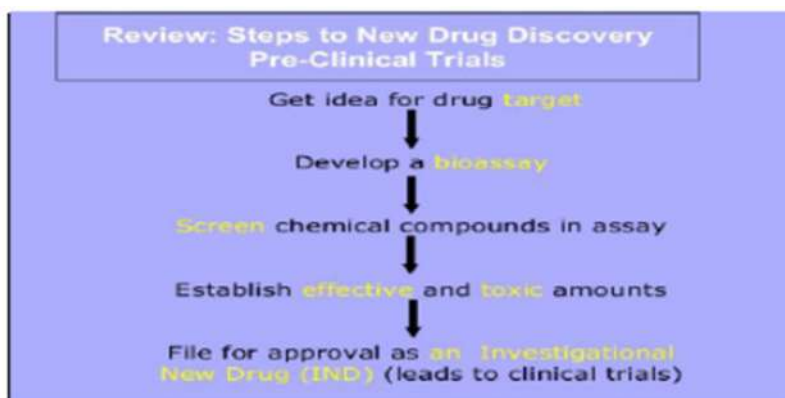 Review: Steps to New Drug Discovery
Pre-Clinical Trials
Get idea for drug target
Develop a bioassay
Screen chemical compounds in assay
Establish effective and toxic amounts
File for approval as an Investigational
New Drug (IND) (leads to clinical trials)